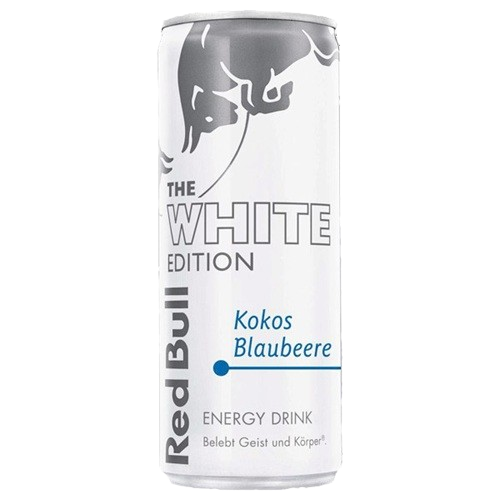 THE
WHITE
EDITION
Red Bull
Kokos
Blaubeere
ENERGY DRINK
Belebt Geist und Körper®.